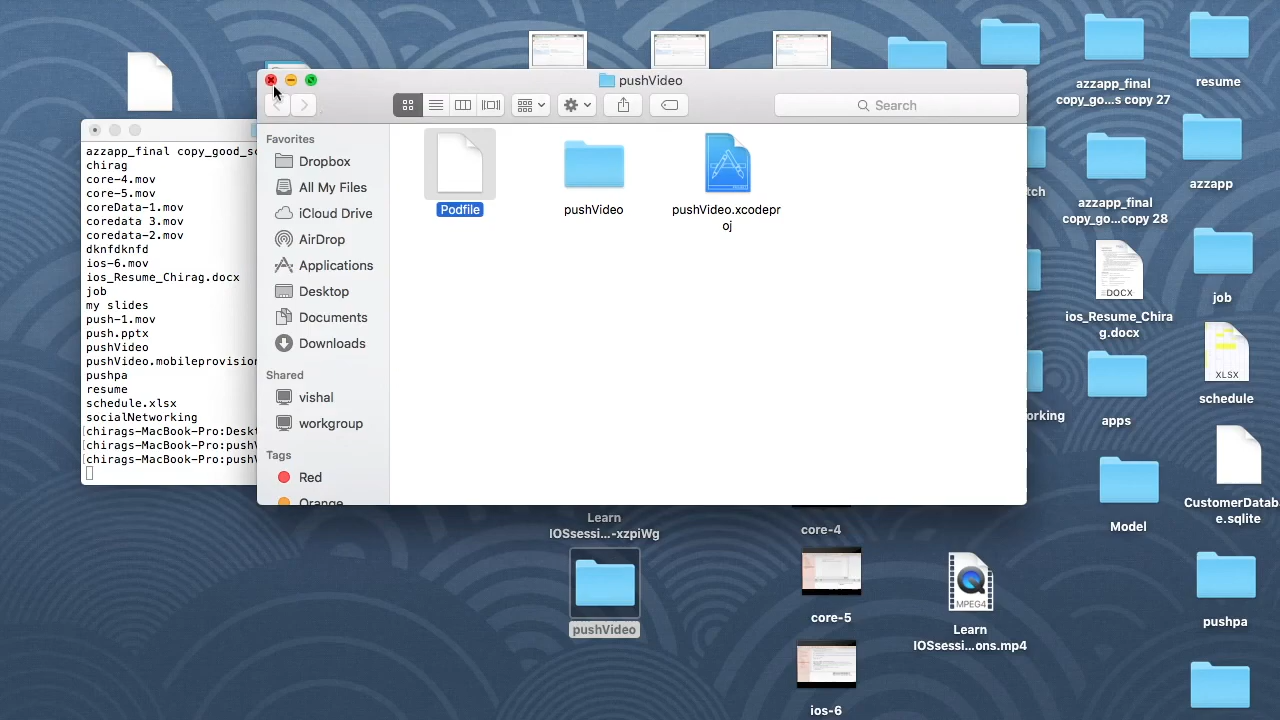 pushVideo
Search
Favorites
Dropbox
All My Files
iCloud Drive
AirDrop
Applications
Desktop
Documents
Downloads
Shared
vishal
workgroup
Tags
Red
Orange
Podfile
pushVideo
pushVideo.xcodepr
oj
azzapp_final copy_good_s
chirag
core-4.mov
core-5.mov
coreData-1.mov
coredata 3.mov
coredata-2.mov
dknfdknfd
ios-6.mov
ios_Resume_Chirag.docx
job
my slides
push-1.mov
push.pptx
pushVideo
pushVideo.mobileprovision
pushpa
resume
schedule.xlsx
socialNetworking
chirags-MacBook-Pro:Deskt
chirags-MacBook-Pro:pushV
chirags-MacBook-Pro:pushV
azzapp_final
copy_go...s copy 27
resume
tch
azzapp_final
copy_go...copy 28
azzapp
DOCX
ios_Resume_Chira
g.docx
job
XLSX
schedule
orking
apps
Model
CustomerDatab
e.sqlite
Learn
IOSsessi...-xzpiWg
core-4
pushVideo
core-5
MPEG4
Learn
IOSsessi...ons.mp4
pushpa
ios-6